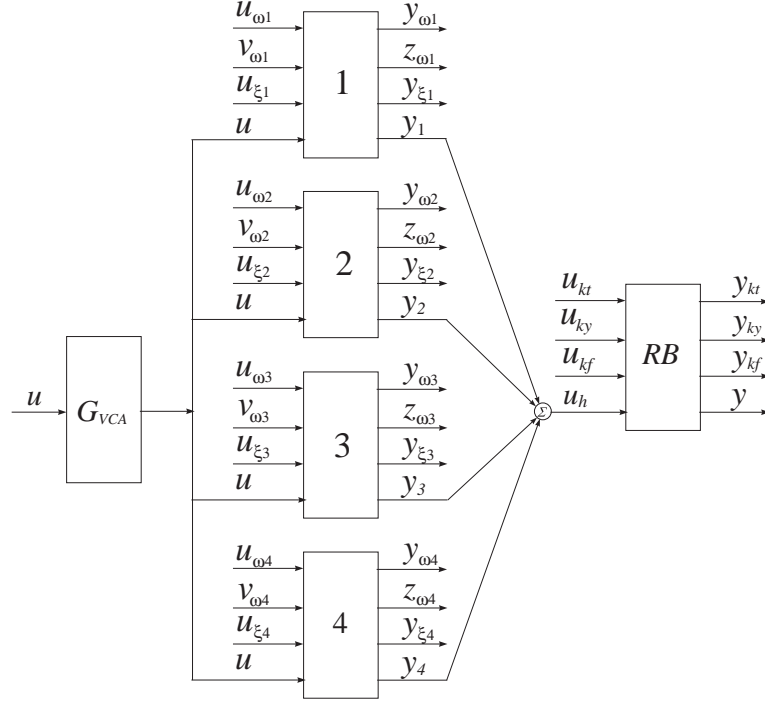 u_ω1 y_ω1
v_ω1 z_ω1
u_ξ1 1 y_ξ1
u y_1
u_ω2 y_ω2
v_ω2 z_ω2
u_ξ2 2 y_ξ2
u y_2
u_kt y_kt
u_ky y_ky
u_kf RB y_kf
u_h y
u G_VCA
Σ
u_ω3 y_ω3
v_ω3 z_ω3
u_ξ3 3 y_ξ3
u y_3
u_ω4 y_ω4
v_ω4 z_ω4
u_ξ4 4 y_ξ4
u y_4